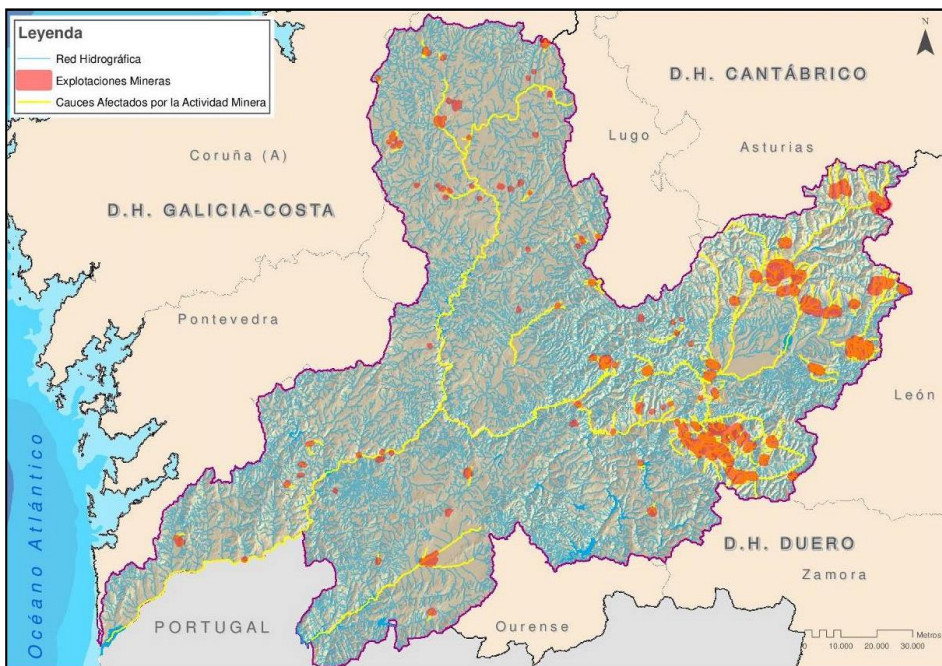 Leyenda
Red Hidrográfica
Explotaciones Mineras
Cauces Afectados por la Actividad Minera
N
D.H. CANTÁBRICO
Lugo
Asturias
Coruña (A)
D.H. GALICIA-COSTA
Pontevedra
León
Océano Atlántico
D.H. DUERO
Zamora
PORTUGAL
Ourense
Metros
0 10.000 20.000 30.000